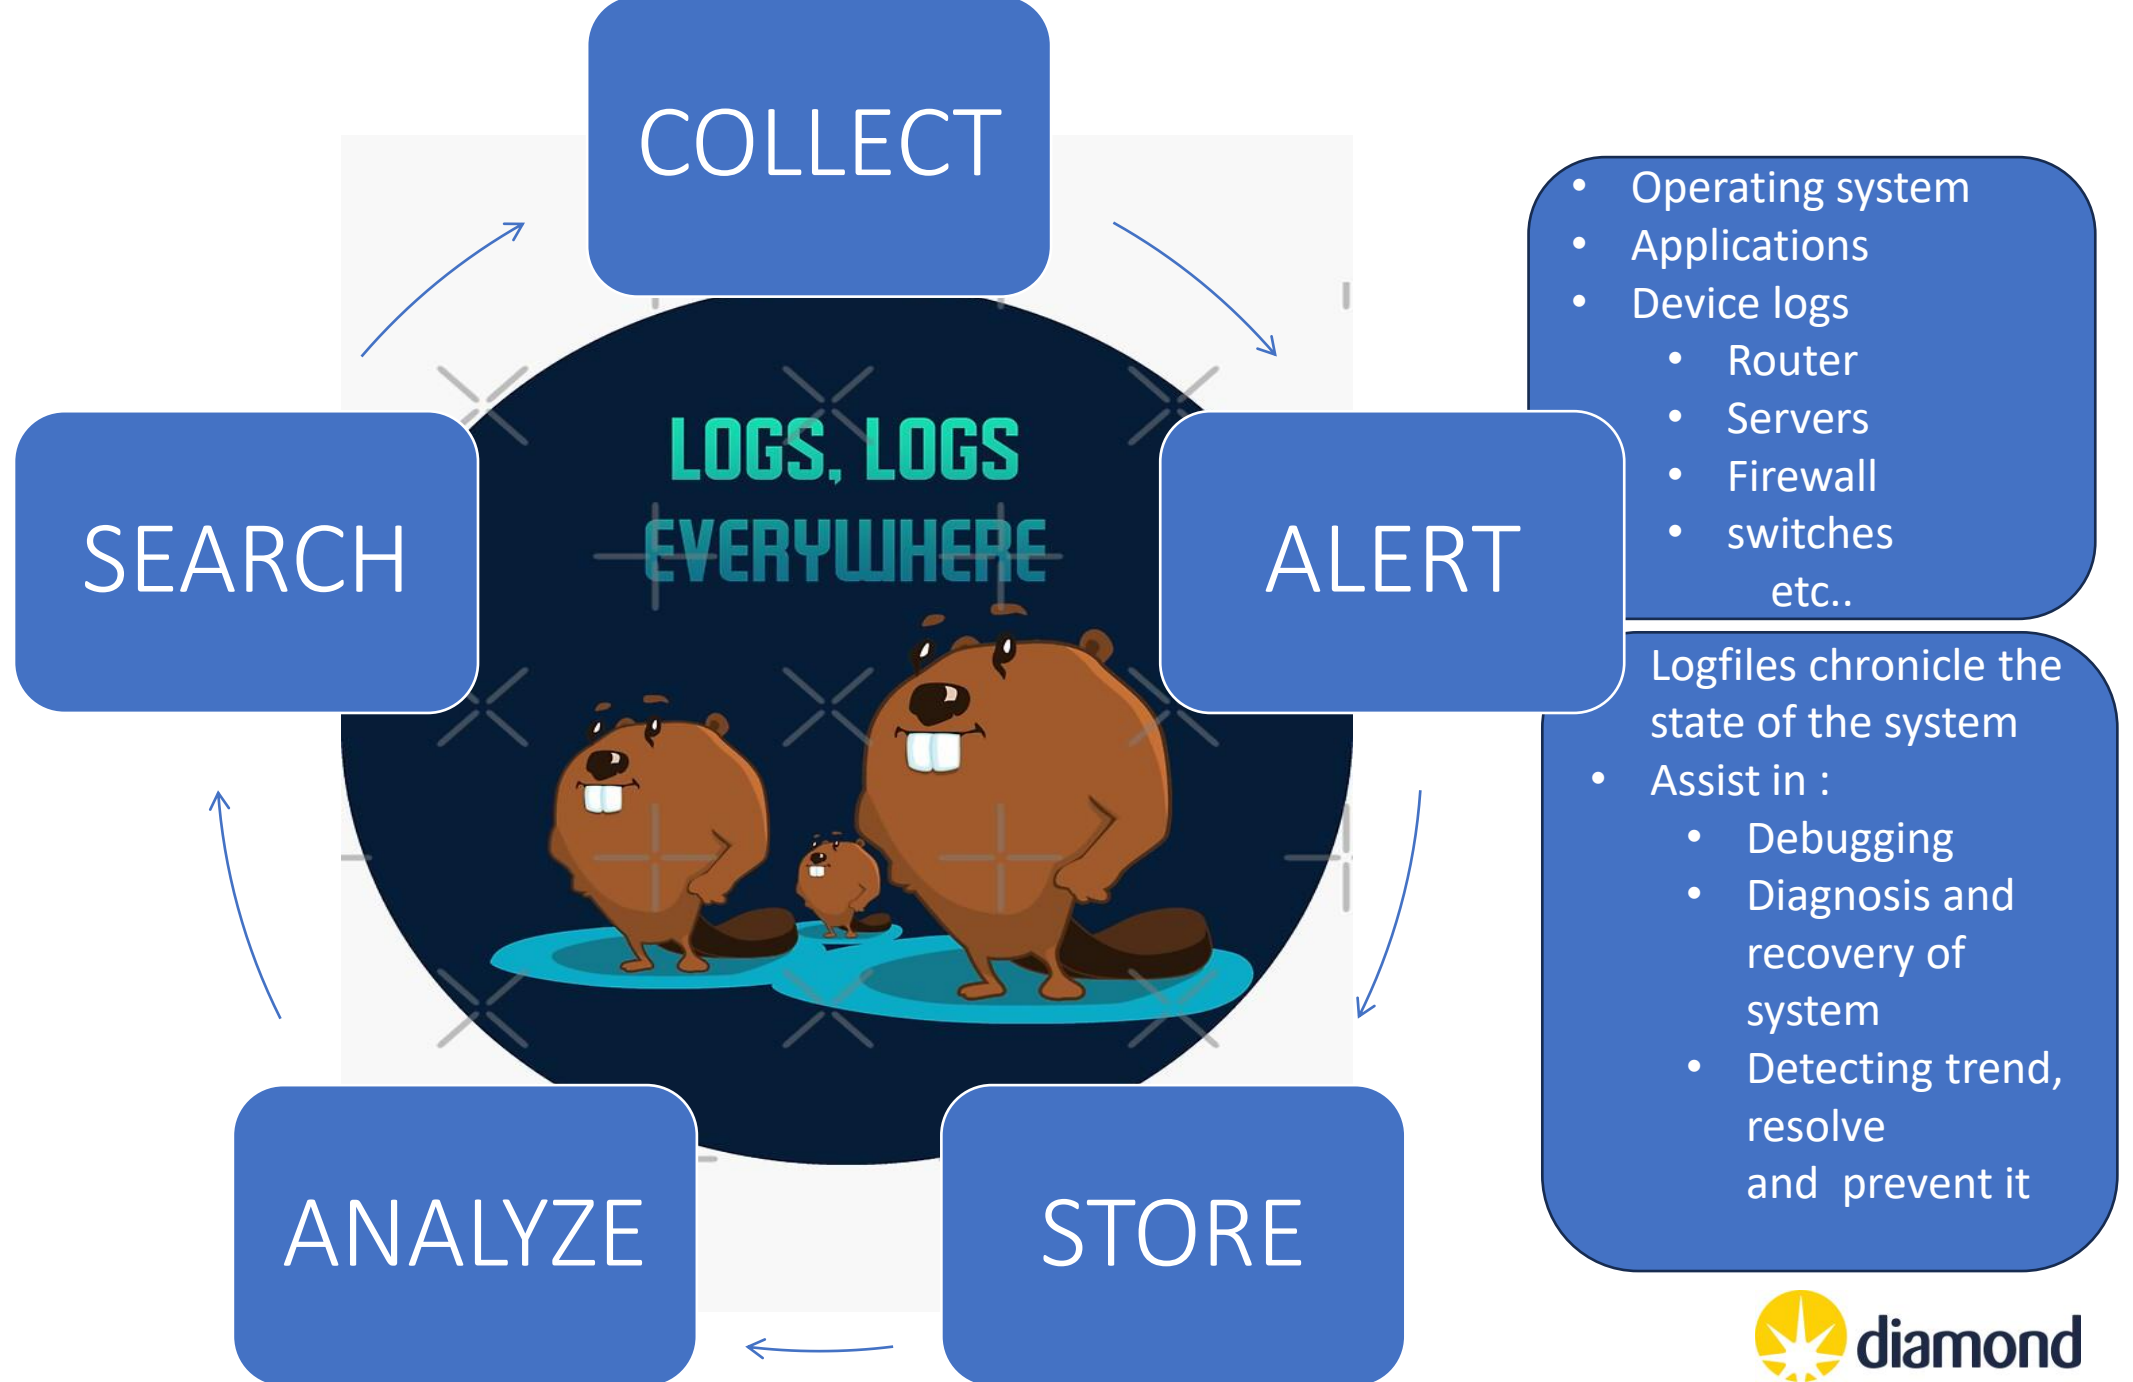 COLLECT
SEARCH
ALERT
ANALYZE
STORE
LOGS, LOGS
EVERYWHERE
• Operating system
• Applications
• Device logs
• Router
• Servers
• Firewall
• switches
etc..
Logfiles chronicle the
state of the system
• Assist in :
• Debugging
• Diagnosis and
recovery of
system
• Detecting trend,
resolve
and prevent it
diamond